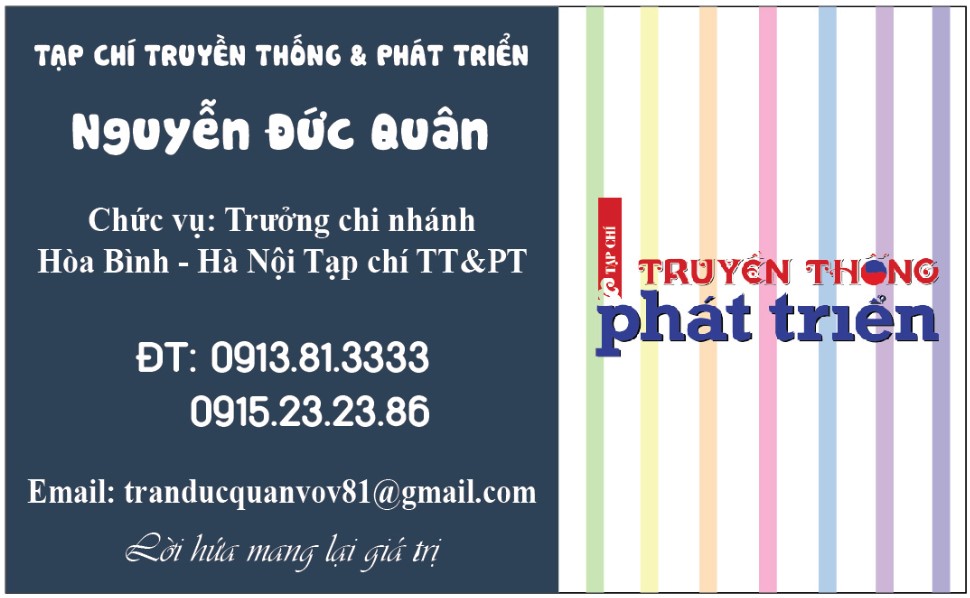 TẠP CHÍ TRUYỀN THỐNG & PHÁT TRIỂN
Nguyễn Đức Quân
Chức vụ: Trưởng chi nhánh
Hòa Bình - Hà Nội Tạp chí TT&PT
ĐT: 0913.81.3333
0915.23.23.86
Email: tranducquanvov81@gmail.com
Lời hứa mang lại giá trị
TẠP CHÍ
TRUYỀN THỐNG
& phát triển